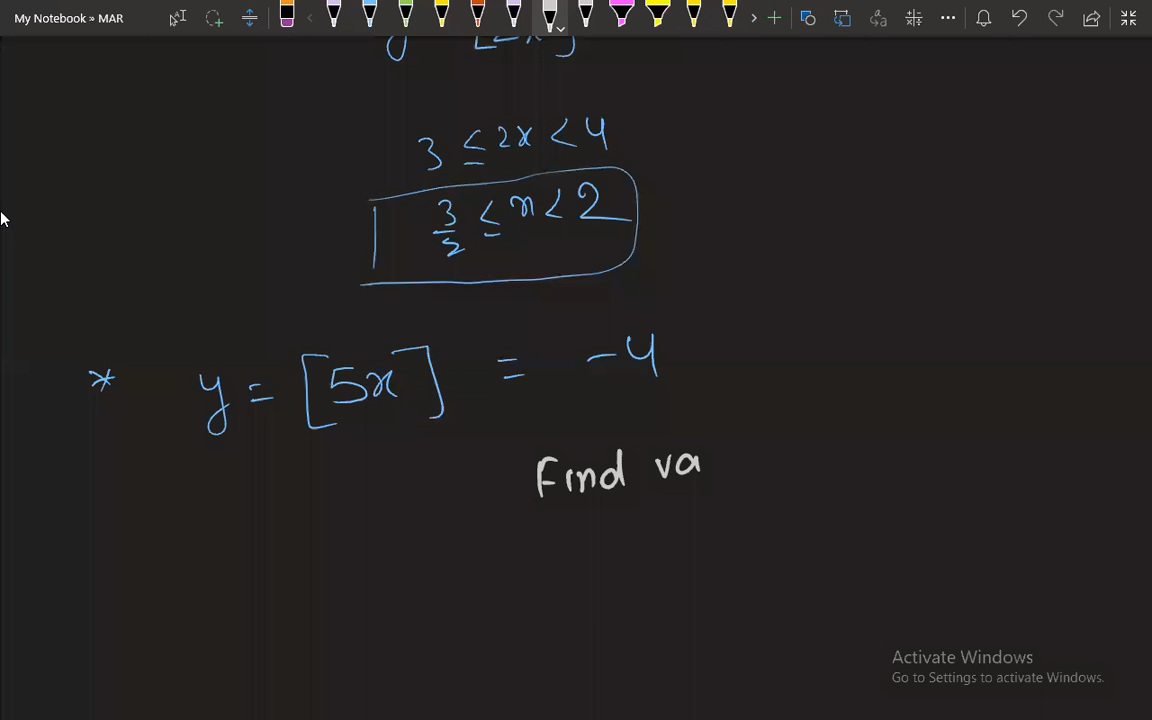 My Notebook » MAR
y [2x]
3 ≤ 2x < 4
3/2 ≤ x < 2
* y = [5x] = -4
Find va
Activate Windows
Go to Settings to activate Windows.